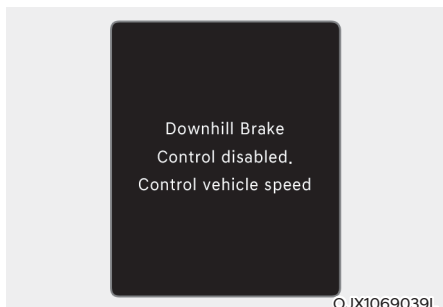 Downhill Brake
Control disabled.
Control vehicle speed
OJX1069039L